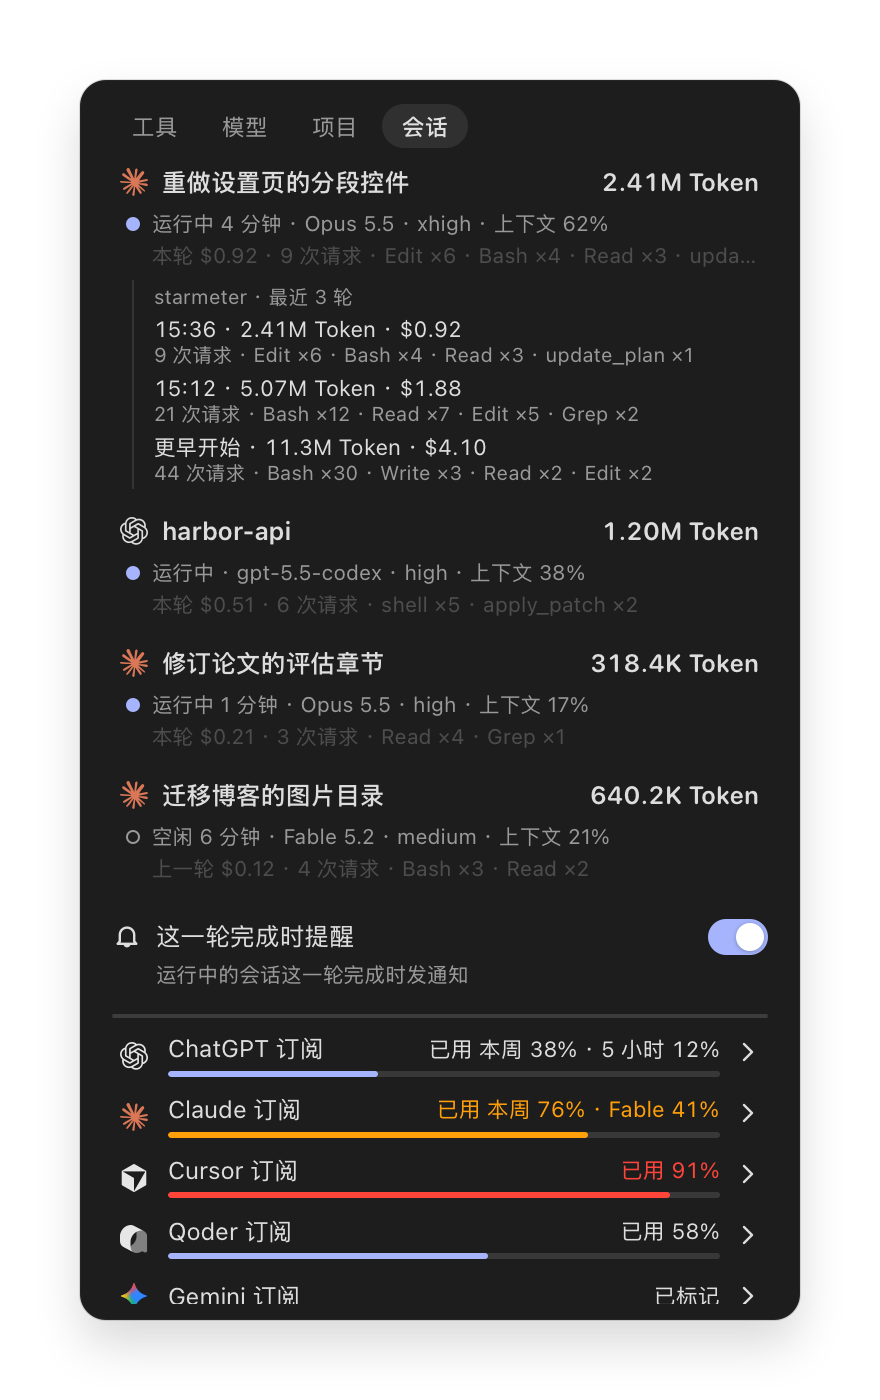 工具 模型 项目 会话
重做设置页的分段控件 2.41M Token
运行中 4 分钟 · Opus 5.5 · xhigh · 上下文 62%
本轮 $0.92 · 9 次请求 · Edit ×6 · Bash ×4 · Read ×3 · upda...
starmeter · 最近 3 轮
15:36 · 2.41M Token · $0.92
9 次请求 · Edit ×6 · Bash ×4 · Read ×3 · update_plan ×1
15:12 · 5.07M Token · $1.88
21 次请求 · Bash ×12 · Read ×7 · Edit ×5 · Grep ×2
更早开始 · 11.3M Token · $4.10
44 次请求 · Bash ×30 · Write ×3 · Read ×2 · Edit ×2
harbor-api 1.20M Token
运行中 · gpt-5.5-codex · high · 上下文 38%
本轮 $0.51 · 6 次请求 · shell ×5 · apply_patch ×2
修订论文的评估章节 318.4K Token
运行中 1 分钟 · Opus 5.5 · high · 上下文 17%
本轮 $0.21 · 3 次请求 · Read ×4 · Grep ×1
迁移博客的图片目录 640.2K Token
空闲 6 分钟 · Fable 5.2 · medium · 上下文 21%
上一轮 $0.12 · 4 次请求 · Bash ×3 · Read ×2
这一轮完成时提醒
运行中的会话这一轮完成时发通知
ChatGPT 订阅 已用 本周 38% · 5 小时 12%
Claude 订阅 已用 本周 76% · Fable 41%
Cursor 订阅 已用 91%
Qoder 订阅 已用 58%
Gemini 订阅 已标记